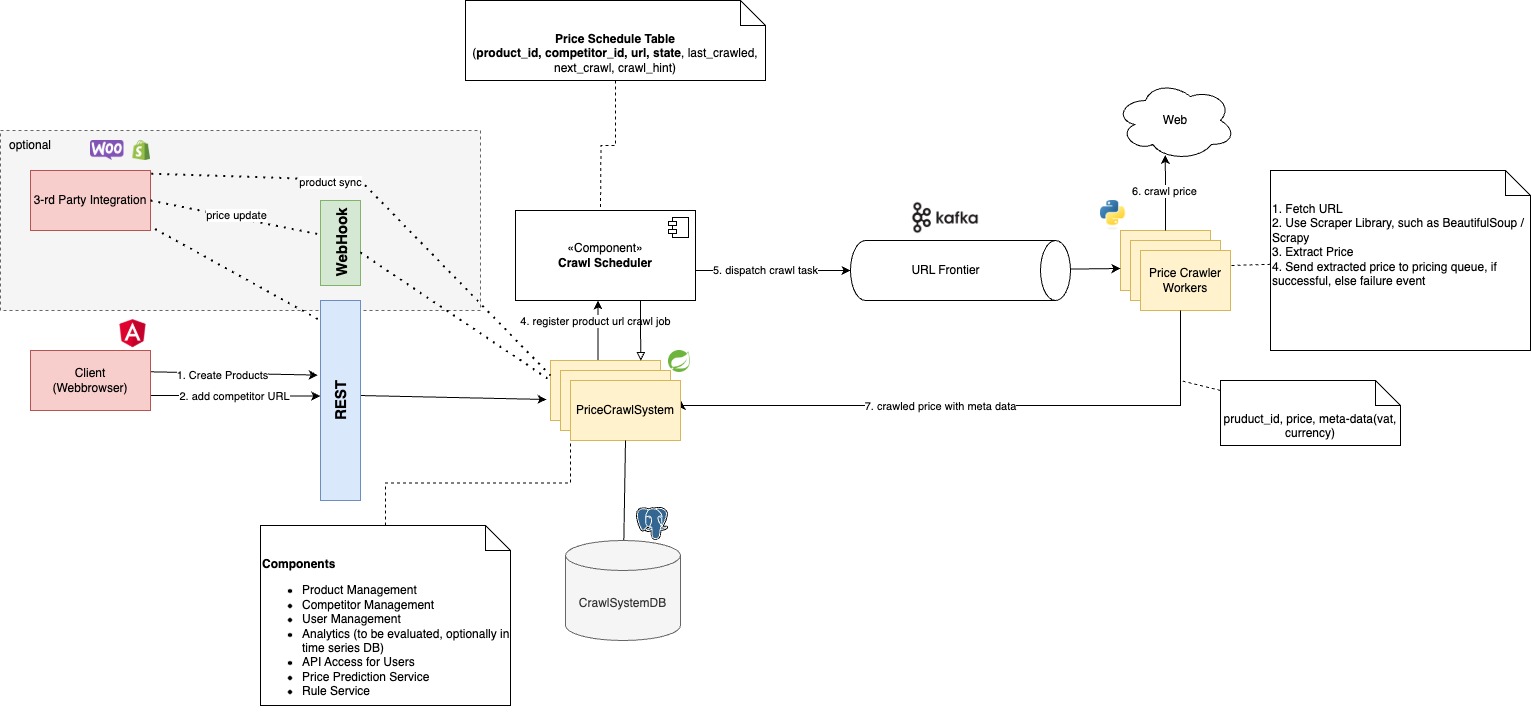 Price Schedule Table
(product_id, competitor_id, url, state, last_crawled,
next_crawl, crawl_hint)
optional
WOO
3-rd Party Integration
product sync
price update
WebHook
«Component»
Crawl Scheduler
5. dispatch crawl task
kafka
URL Frontier
Web
6. crawl price
Price Crawler
Workers
1. Fetch URL
2. Use Scraper Library, such as BeautifulSoup /
Scrapy
3. Extract Price
4. Send extracted price to pricing queue, if
successful, else failure event
4. register product url crawl job
Client
(Webbrowser)
1. Create Products
2. add competitor URL
REST
PriceCrawlSystem
7. crawled price with meta data
pruduct_id, price, meta-data(vat,
currency)
CrawlSystemDB
Components
• Product Management
• Competitor Management
• User Management
• Analytics (to be evaluated, optionally in
time series DB)
• API Access for Users
• Price Prediction Service
• Rule Service